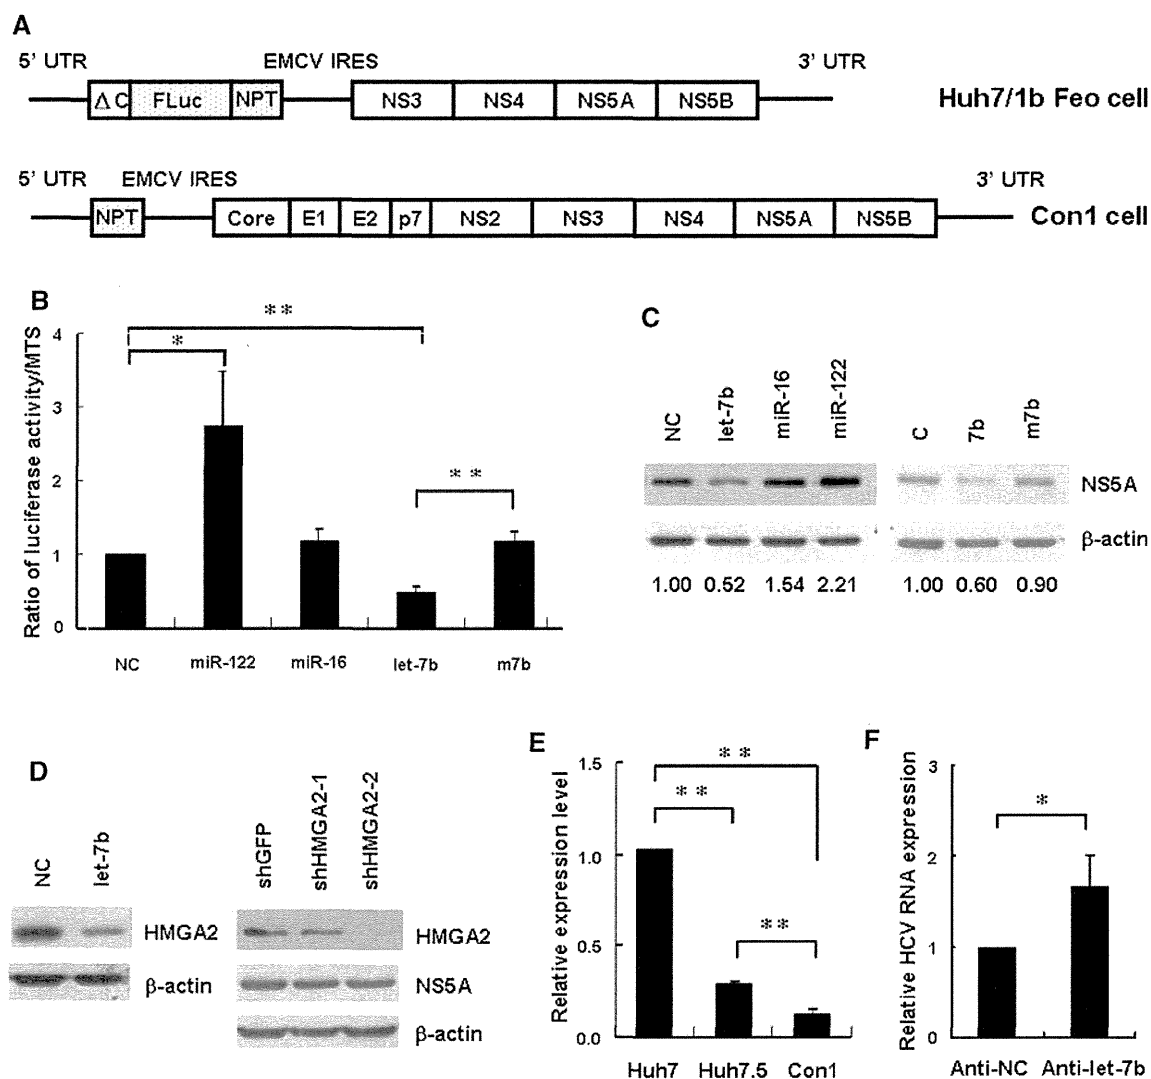 A
5' UTR EMCV IRES 3' UTR
ΔC FLuc NPT NS3 NS4 NS5A NS5B
Huh7/1b Feo cell
5' UTR EMCV IRES 3' UTR
NPT Core E1 E2 p7 NS2 NS3 NS4 NS5A NS5B
Con1 cell
B
Ratio of luciferase activity/MTS
4
3
2
1
0
**
*
**
NC miR-122 miR-16 let-7b m7b
C
NC let-7b miR-16 miR-122 C 7b m7b
NS5A
β-actin
1.00 0.52 1.54 2.21 1.00 0.60 0.90
D
NC let-7b
HMGA2
β-actin
shGFP shHMGA2-1 shHMGA2-2
HMGA2
NS5A
β-actin
E
Relative expression level
1.5
1.0
0.5
0.0
**
**
**
Huh7 Huh7.5 Con1
F
Relative HCV RNA expression
3
2
1
0
*
Anti-NC Anti-let-7b